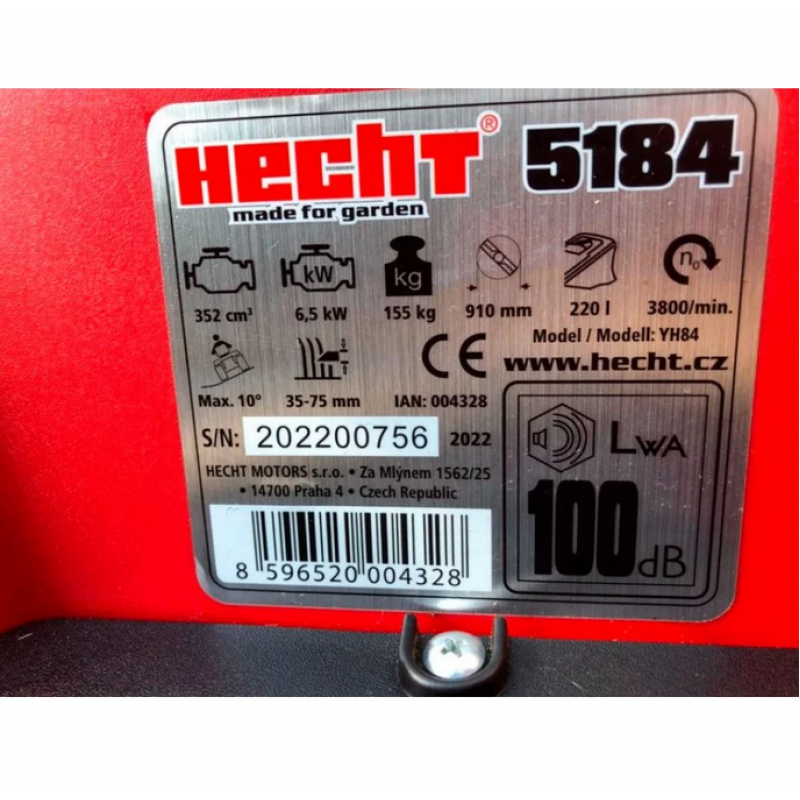 HECHT® 5184
made for garden
kW
kg
n₀
352 cm³ 6,5 kW 155 kg 910 mm 220 l 3800/min.
Model / Modell: YH84
www.hecht.cz
CE
Max. 10° 35-75 mm IAN: 004328
S/N: 202200756 2022
HECHT MOTORS s.r.o. • Za Mlýnem 1562/25
• 14700 Praha 4 • Czech Republic
LWA
100dB
8 596520 004328